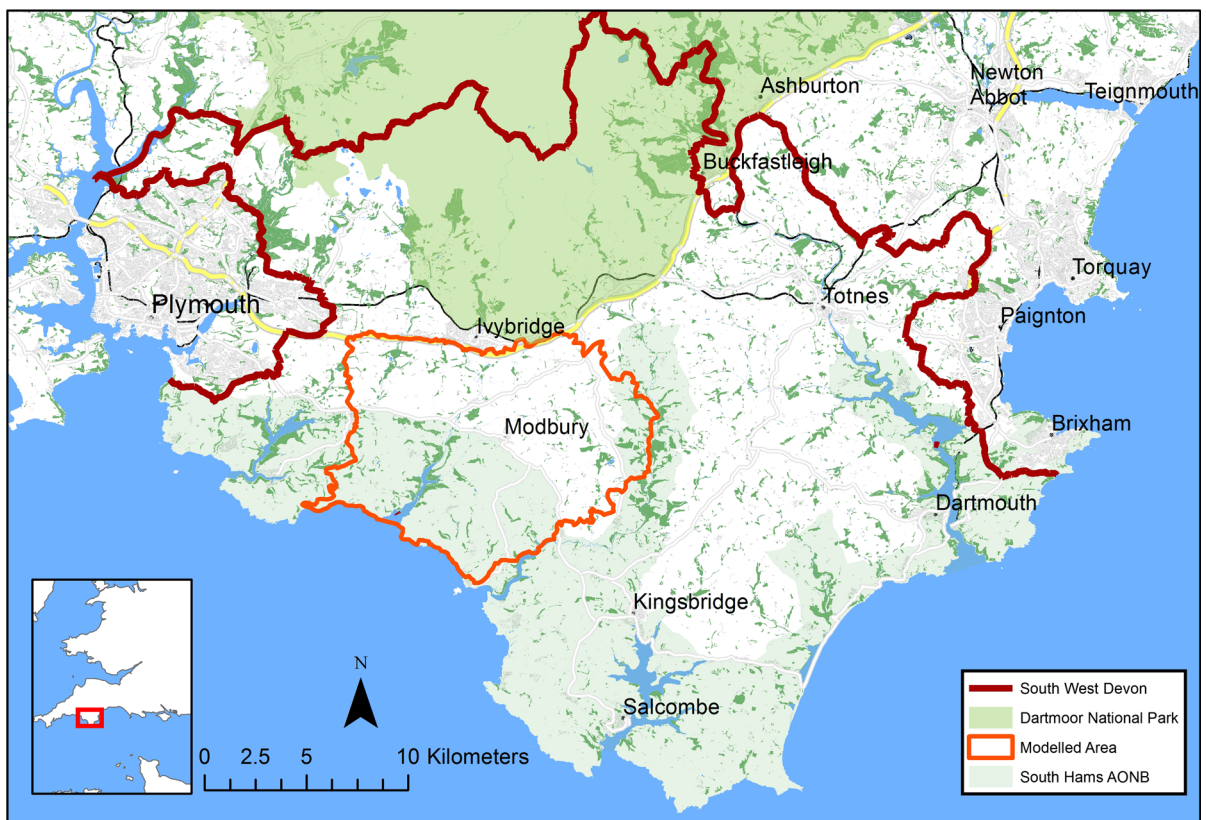 Ashburton
Newton
Abbot
Teignmouth
Buckfastleigh
Torquay
Plymouth
Totnes
Paignton
Ivybridge
Modbury
Brixham
Dartmouth
Kingsbridge
Salcombe
N
0 2.5 5 10 Kilometers
South West Devon
Dartmoor National Park
Modelled Area
South Hams AONB